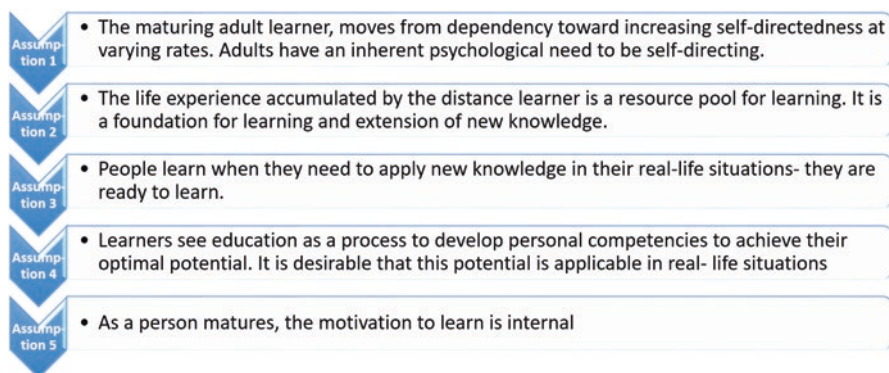 Assump-
tion 1
• The maturing adult learner, moves from dependency toward increasing self-directedness at
varying rates. Adults have an inherent psychological need to be self-directing.
Assump-
tion 2
• The life experience accumulated by the distance learner is a resource pool for learning. It is
a foundation for learning and extension of new knowledge.
Assump-
tion 3
• People learn when they need to apply new knowledge in their real-life situations- they are
ready to learn.
Assump-
tion 4
• Learners see education as a process to develop personal competencies to achieve their
optimal potential. It is desirable that this potential is applicable in real- life situations
Assump-
tion 5
• As a person matures, the motivation to learn is internal